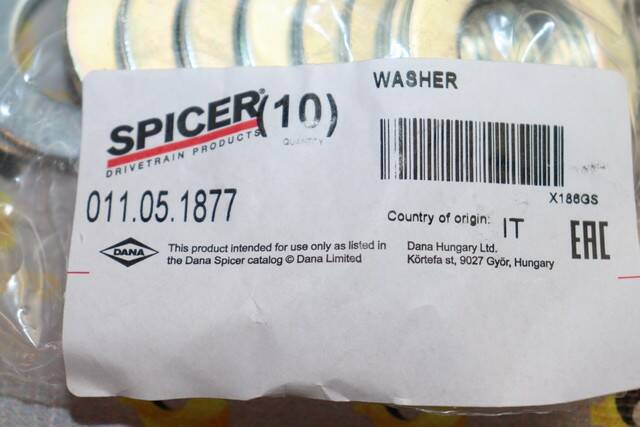 WASHER
SPICER®
DRIVETRAIN PRODUCTS
(10)
QUANTITY
X186GS
011.05.1877
Country of origin: IT
EAC
DANA
This product intended for use only as listed in
the Dana Spicer catalog © Dana Limited
Dana Hungary Ltd.
Körtefa st, 9027 Győr, Hungary